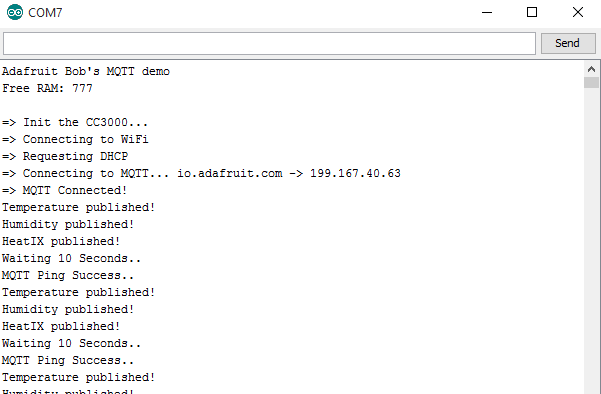 COM7
Send
Adafruit Bob's MQTT demo
Free RAM: 777
=> Init the CC3000...
=> Connecting to WiFi
=> Requesting DHCP
=> Connecting to MQTT... io.adafruit.com -> 199.167.40.63
=> MQTT Connected!
Temperature published!
Humidity published!
HeatIX published!
Waiting 10 Seconds..
MQTT Ping Success..
Temperature published!
Humidity published!
HeatIX published!
Waiting 10 Seconds..
MQTT Ping Success..
Temperature published!
Humidity published!